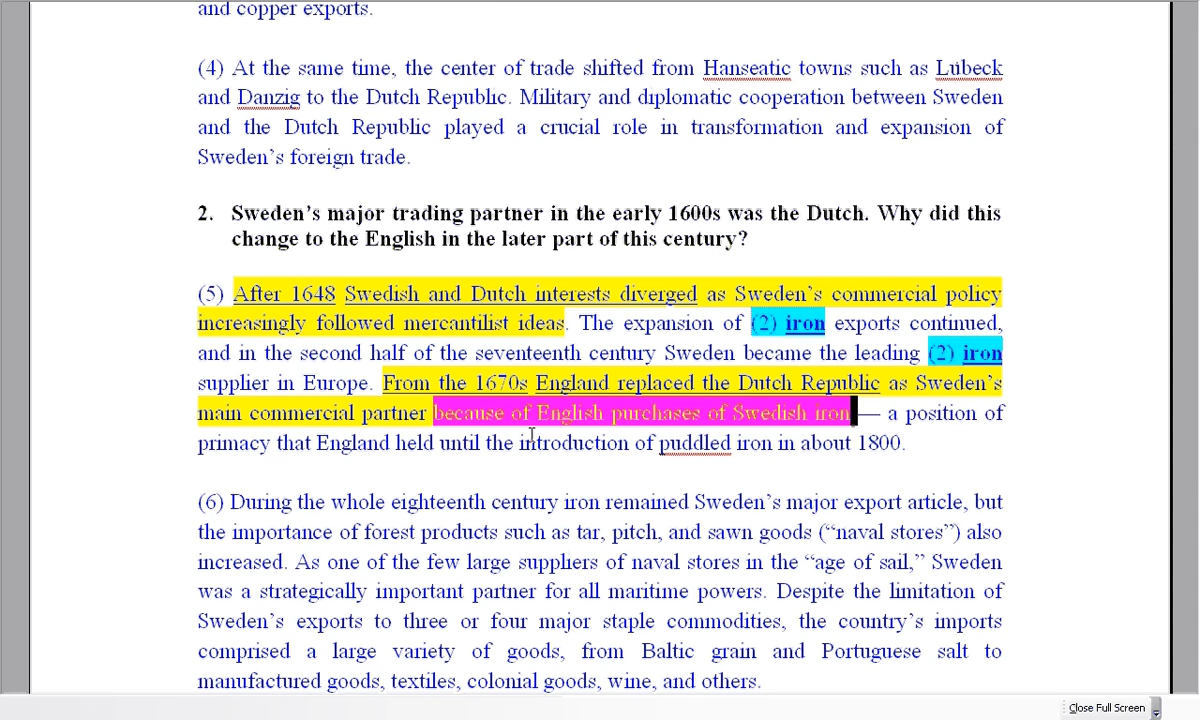 and copper exports.
(4) At the same time, the center of trade shifted from Hanseatic towns such as Lübeck
and Danzig to the Dutch Republic. Military and diplomatic cooperation between Sweden
and the Dutch Republic played a crucial role in transformation and expansion of
Sweden's foreign trade.
2. Sweden's major trading partner in the early 1600s was the Dutch. Why did this
change to the English in the later part of this century?
(5) After 1648 Swedish and Dutch interests diverged as Sweden's commercial policy
increasingly followed mercantilist ideas. The expansion of (2) iron exports continued,
and in the second half of the seventeenth century Sweden became the leading (2) iron
supplier in Europe. From the 1670s England replaced the Dutch Republic as Sweden's
main commercial partner because of English purchases of Swedish iron — a position of
primacy that England held until the introduction of puddled iron in about 1800.
(6) During the whole eighteenth century iron remained Sweden's major export article, but
the importance of forest products such as tar, pitch, and sawn goods (“naval stores”) also
increased. As one of the few large suppliers of naval stores in the “age of sail,” Sweden
was a strategically important partner for all maritime powers. Despite the limitation of
Sweden's exports to three or four major staple commodities, the country's imports
comprised a large variety of goods, from Baltic grain and Portuguese salt to
manufactured goods, textiles, colonial goods, wine, and others.
Close Full Screen